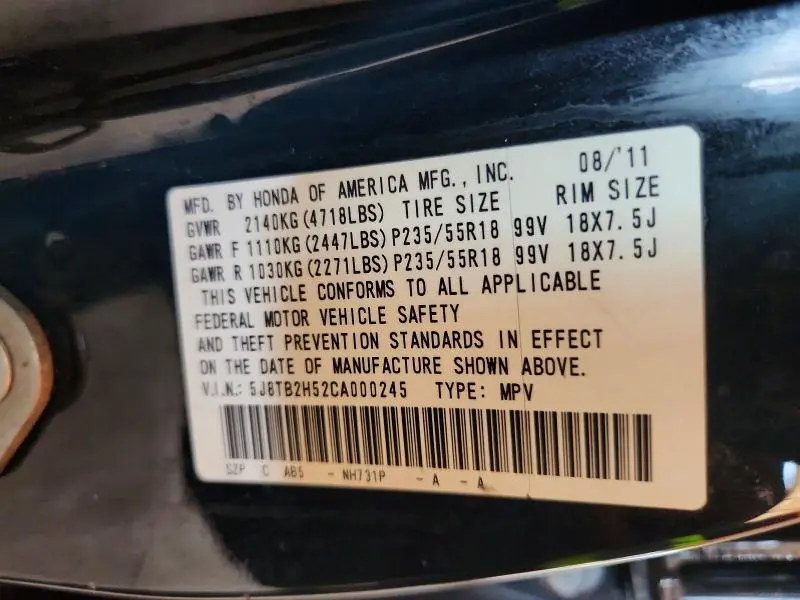 MFD. BY HONDA OF AMERICA MFG., INC. 08/'11
GVWR 2140KG(4718LBS) TIRE SIZE RIM SIZE
GAWR F 1110KG(2447LBS)P235/55R18 99V 18X7.5J
GAWR R 1030KG(2271LBS)P235/55R18 99V 18X7.5J
THIS VEHICLE CONFORMS TO ALL APPLICABLE
FEDERAL MOTOR VEHICLE SAFETY
AND THEFT PREVENTION STANDARDS IN EFFECT
ON THE DATE OF MANUFACTURE SHOWN ABOVE.
V.I.N.: 5J8TB2H52CA000245 TYPE: MPV
SZP C AB5 - NH731P - A - A